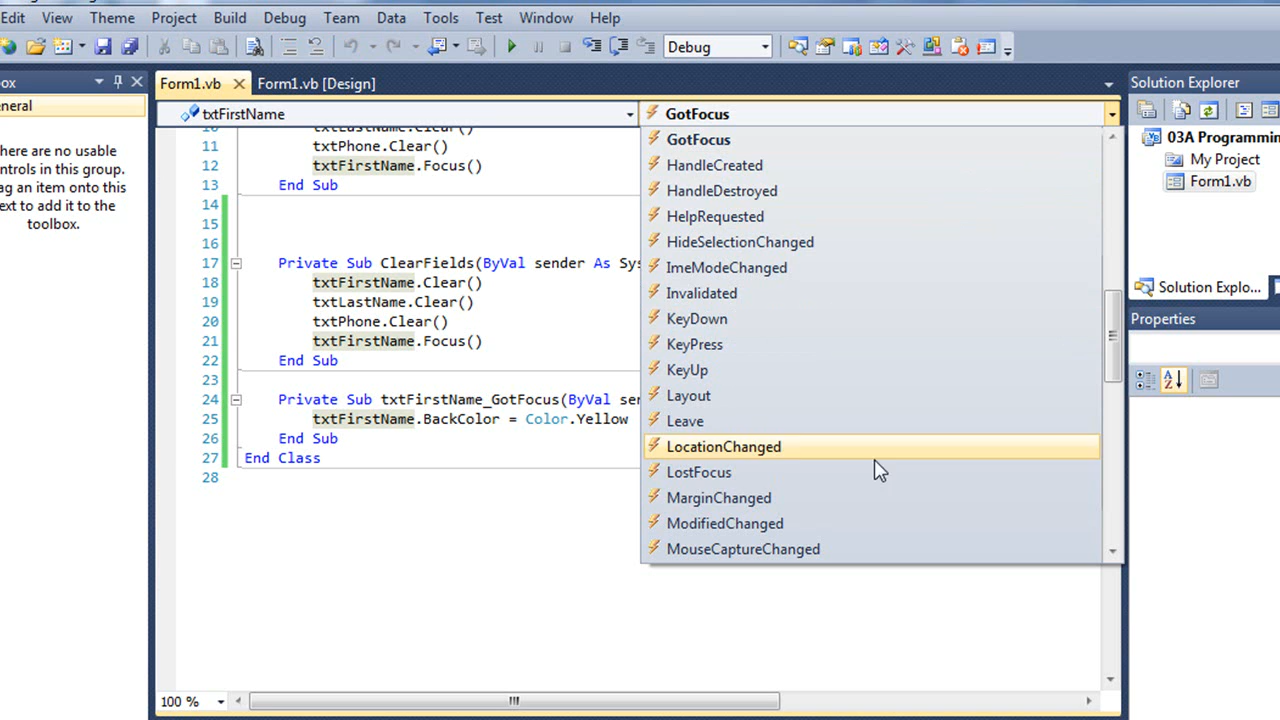 Edit View Theme Project Build Debug Team Data Tools Test Window Help
Debug
ox
Form1.vb
Form1.vb [Design]
Solution Explorer
eneral
txtFirstName
GotFocus
here are no usable
ntrols in this group.
ag an item onto this
ext to add it to the
toolbox.
10 txtLastName.Clear()
11 txtPhone.Clear()
12 txtFirstName.Focus()
13 End Sub
14
15
16
17 Private Sub ClearFields(ByVal sender As Sys
18 txtFirstName.Clear()
19 txtLastName.Clear()
20 txtPhone.Clear()
21 txtFirstName.Focus()
22 End Sub
23
24 Private Sub txtFirstName_GotFocus(ByVal sen
25 txtFirstName.BackColor = Color.Yellow
26 End Sub
27 End Class
28
GotFocus
HandleCreated
HandleDestroyed
HelpRequested
HideSelectionChanged
ImeModeChanged
Invalidated
KeyDown
KeyPress
KeyUp
Layout
Leave
LocationChanged
LostFocus
MarginChanged
ModifiedChanged
MouseCaptureChanged
03A Programmin
My Project
Form1.vb
Solution Explo...
Properties
100 %